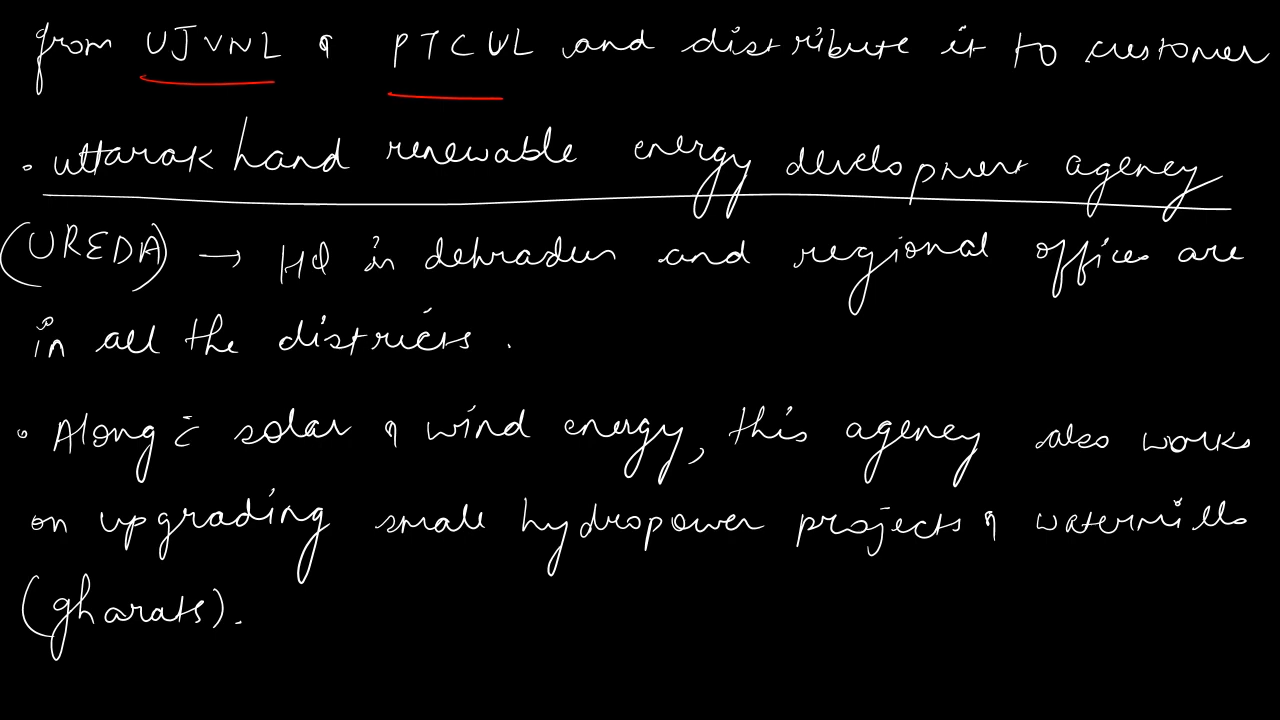 from UJVNL & PTCUL and distribute it to customer
• uttarakhand renewable energy development agency
(UREDA) → HQ in dehradun and regional offices are
in all the districts.
• Along c̄ solar & wind energy, this agency also works
on upgrading small hydropower projects & watermills
(gharats).